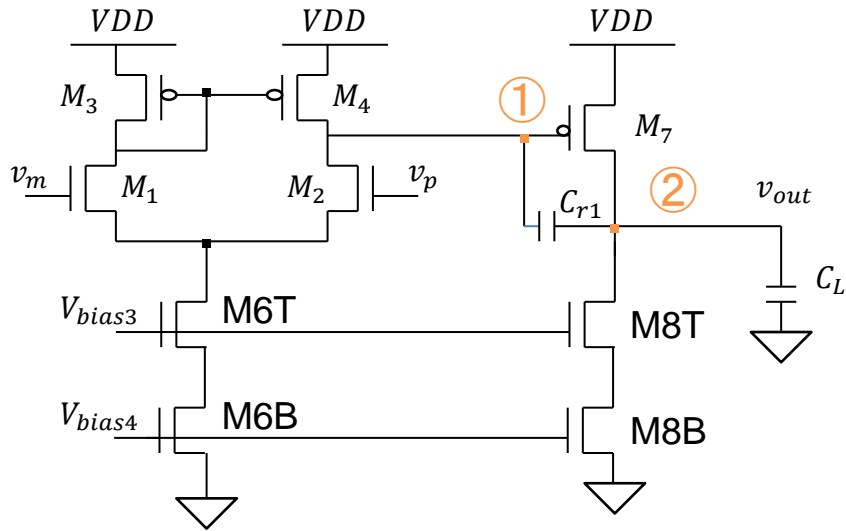 VDD VDD VDD
M3 M4 ① M7
vm M1 M2 vp Cr1 ② vout
CL
Vbias3 M6T M8T
Vbias4 M6B M8B